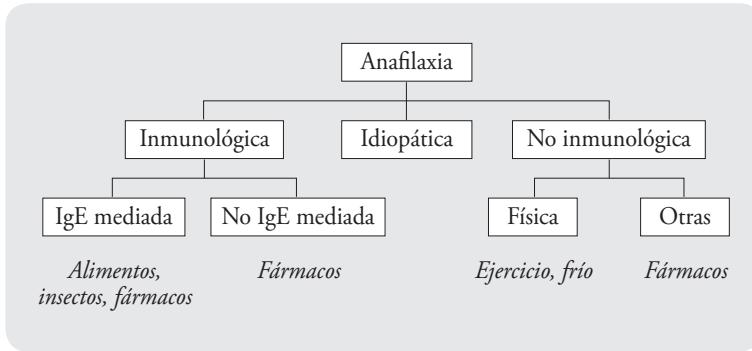 Anafilaxia
Inmunológica
Idiopática
No inmunológica
IgE mediada
No IgE mediada
Física
Otras
Alimentos,
insectos, fármacos
Fármacos
Ejercicio, frío
Fármacos